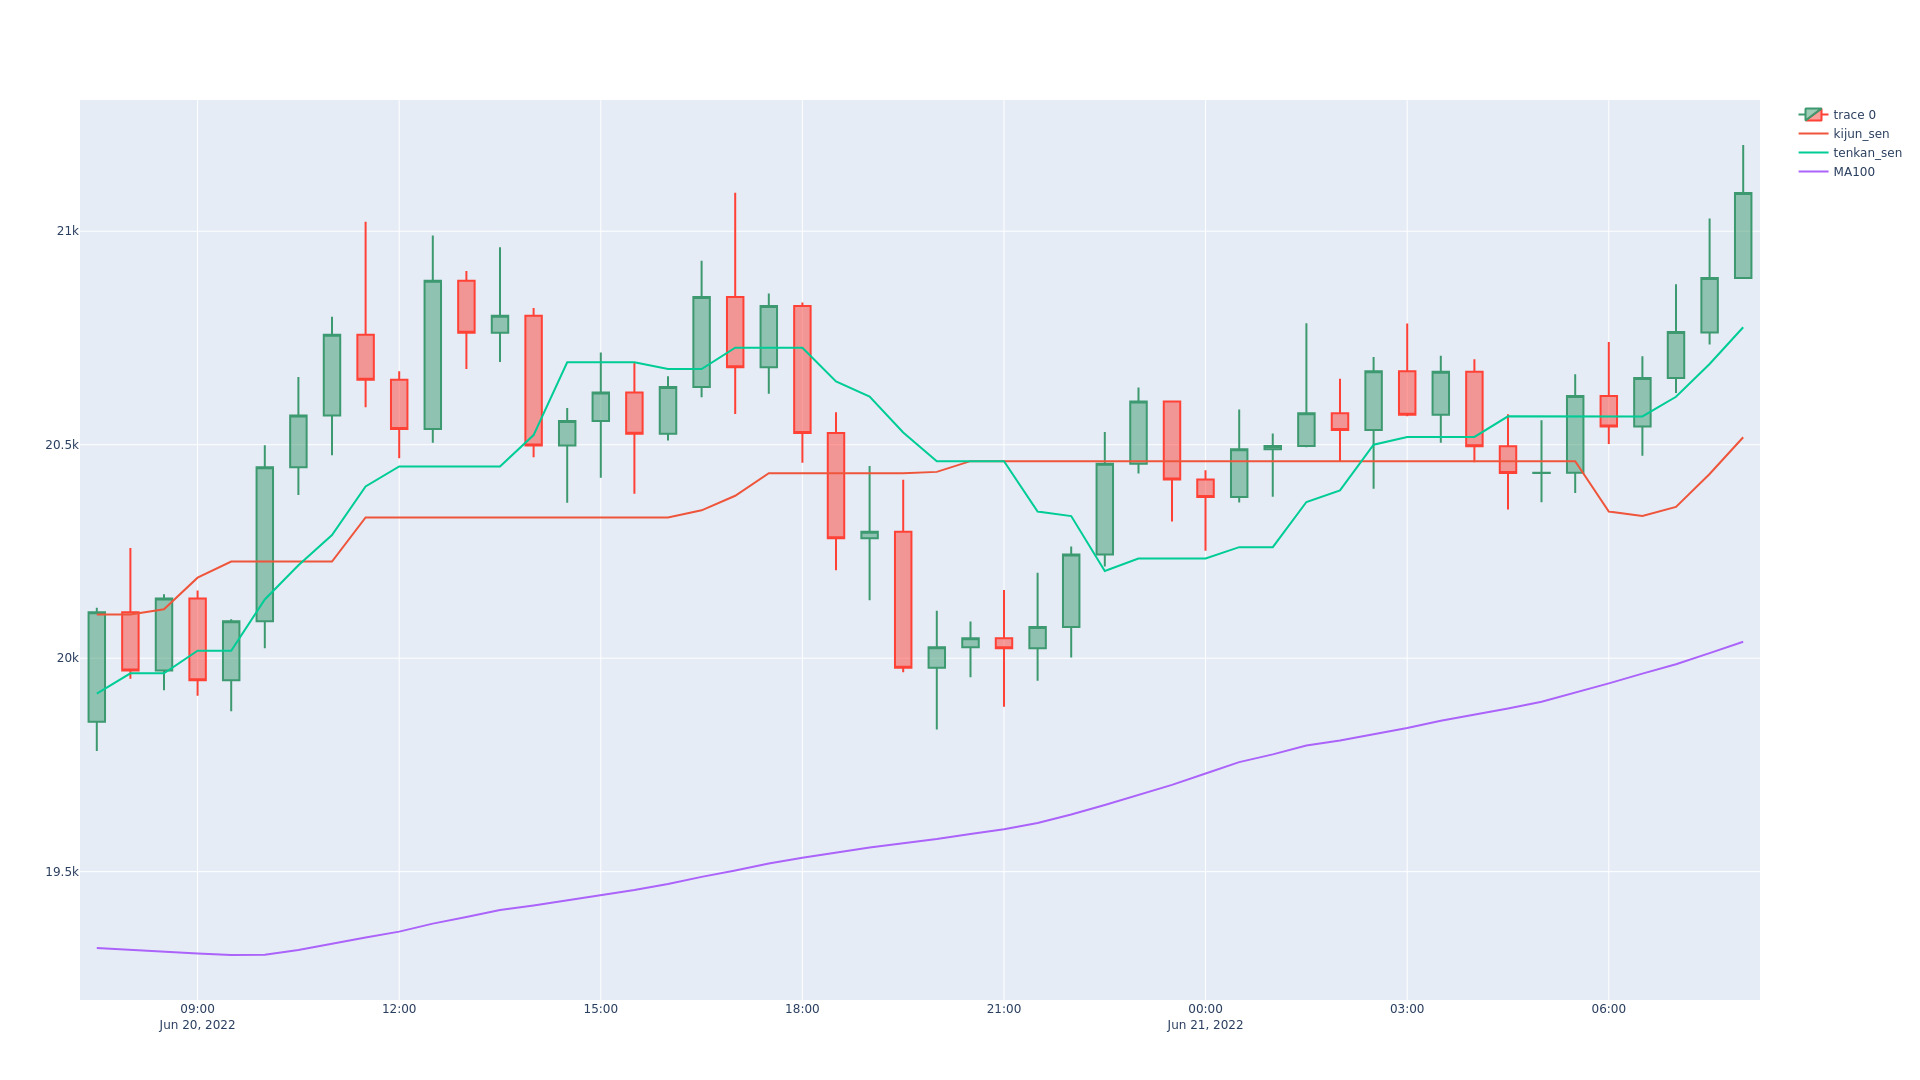 trace 0
kijun_sen
tenkan_sen
MA100
21k
20.5k
20k
19.5k
09:00 12:00 15:00 18:00 21:00 00:00 03:00 06:00
Jun 20, 2022 Jun 21, 2022